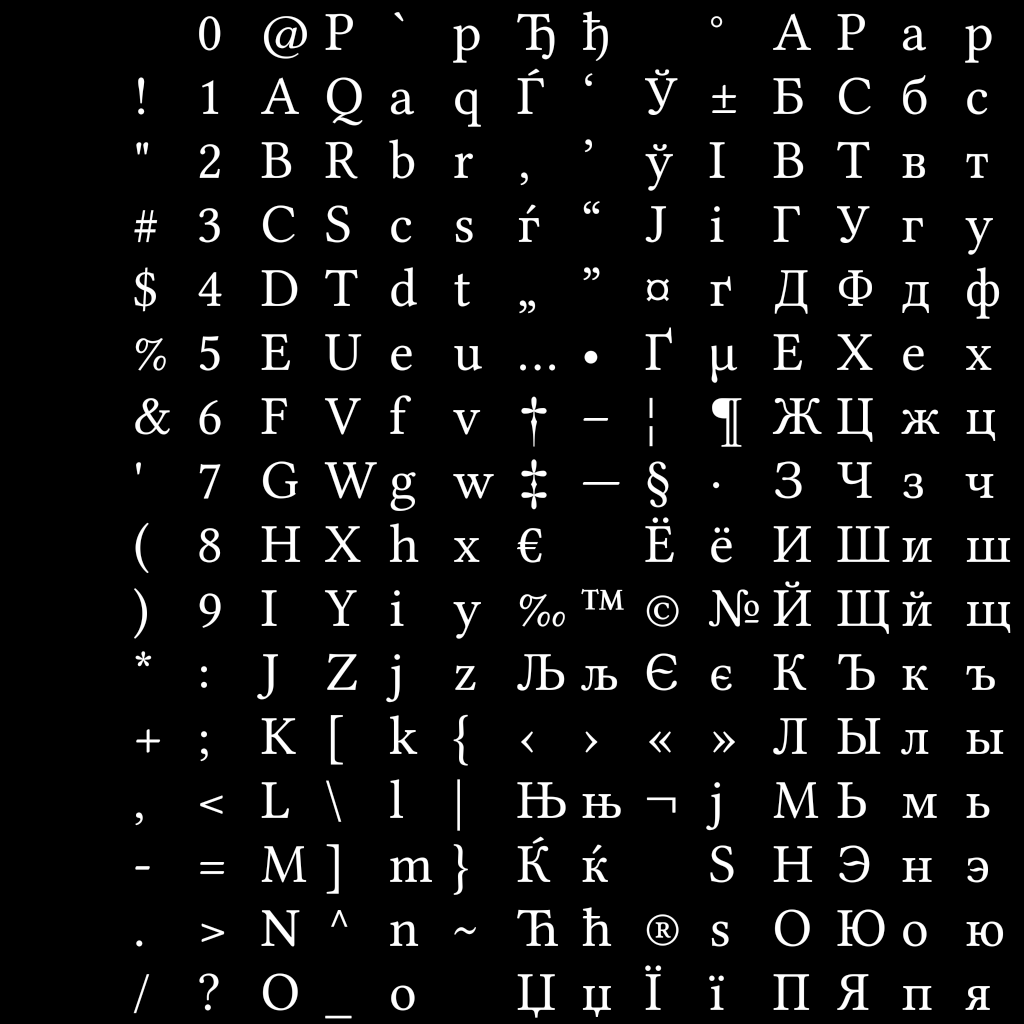 0 @ P ` p Ђ ђ ° А Р а р
! 1 A Q a q Ѓ ‘ Ў ± Б С б с
" 2 B R b r ‚ ’ ў І В Т в т
# 3 C S c s ѓ “ Ј і Г У г у
$ 4 D T d t „ ” ¤ ґ Д Ф д ф
% 5 E U e u … • Ґ µ Е Х е х
& 6 F V f v † – ¦ ¶ Ж Ц ж ц
' 7 G W g w ‡ — § · З Ч з ч
( 8 H X h x € Ё ё И Ш и ш
) 9 I Y i y ‰ ™ © № Й Щ й щ
* : J Z j z Љ љ Є є К Ъ к ъ
+ ; K [ k { ‹ › « » Л Ы л ы
, < L \ l | Њ њ ¬ ј М Ь м ь
- = M ] m } Ќ ќ Ѕ Н Э н э
. > N ^ n ~ Ћ ћ ® ѕ О Ю о ю
/ ? O _ o Џ џ Ї ї П Я п я